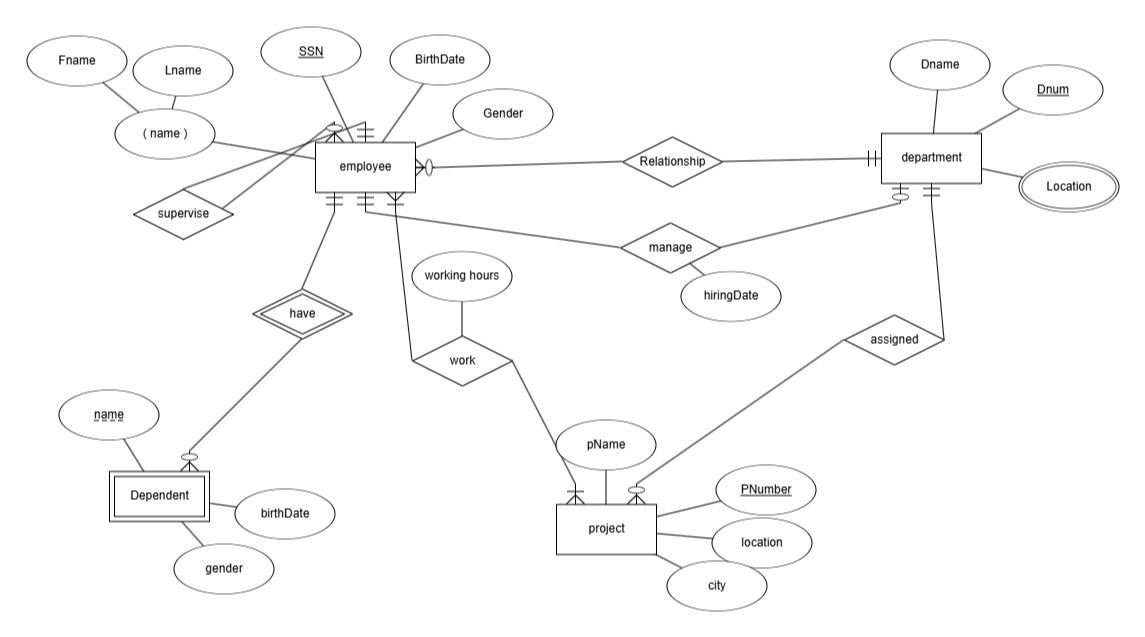 Fname
Lname
SSN
BirthDate
Gender
( name )
employee
supervise
Relationship
Dname
Dnum
department
Location
manage
hiringDate
working hours
have
work
assigned
name
Dependent
birthDate
gender
pName
PNumber
project
location
city